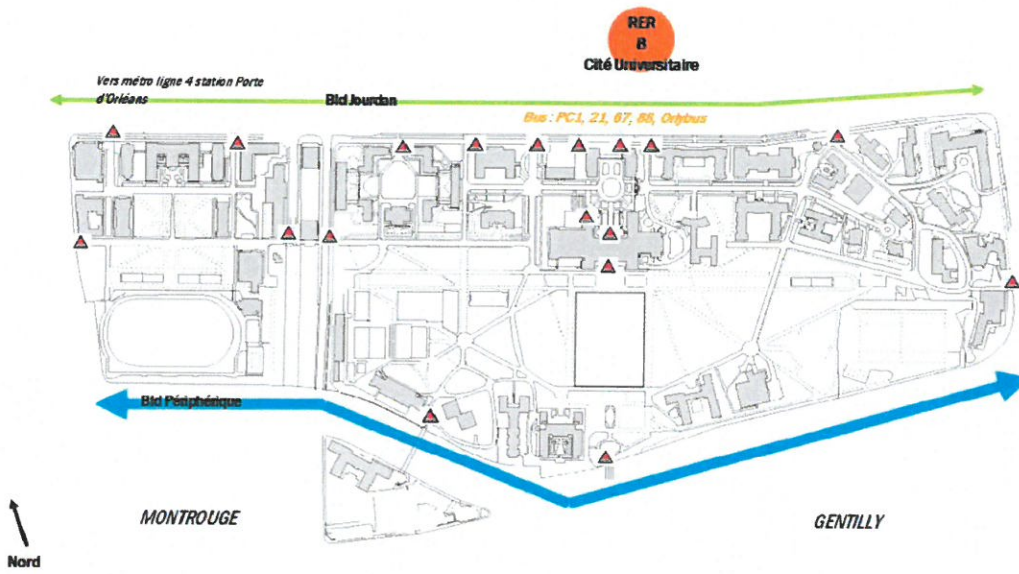 RER
B
Cité Universitaire
Vers métro ligne 4 station Porte
d'Orléans
Bld Jourdan
Bus : PC1, 21, 67, 88, Orlybus
Bld Périphérique
MONTROUGE
GENTILLY
Nord